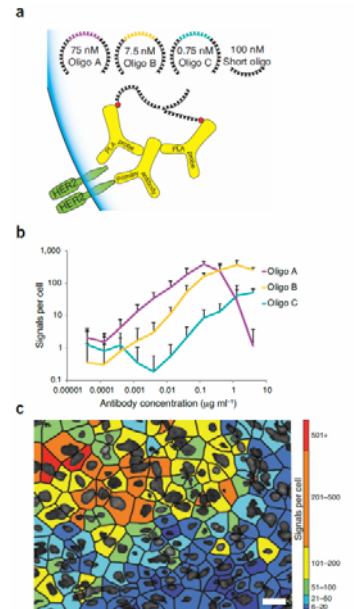 a
75 nM
Oligo A
7.5 nM
Oligo B
0.75 nM
Oligo C
100 nM
Short oligo
PLA
probe
PLA
probe
Primary
antibody
HER2
HER2
b
Signals per cell
1,000
100
10
1
0.1
0.00001 0.0001 0.001 0.01 0.1 1 10
Antibody concentration (µg ml⁻¹)
Oligo A
Oligo B
Oligo C
c
Signals per cell
501+
201–500
101–200
51–100
21–50
6–20